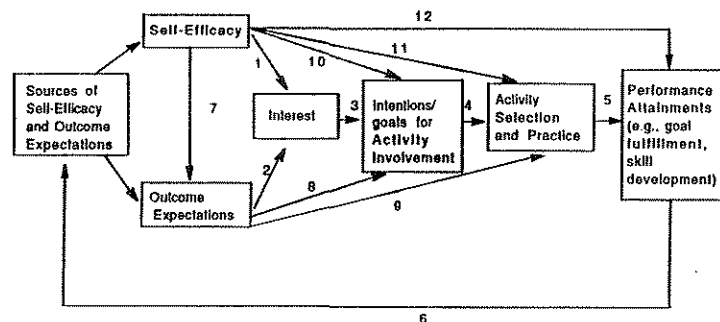 12
Self-Efficacy
1
10
11
Sources of
Self-Efficacy
and Outcome
Expectations
7
Interest
3
Intentions/
goals for
Activity
Involvement
4
Activity
Selection
and Practice
5
Performance
Attainments
(e.g., goal
fulfillment,
skill
development)
2
8
9
Outcome
Expectations
6